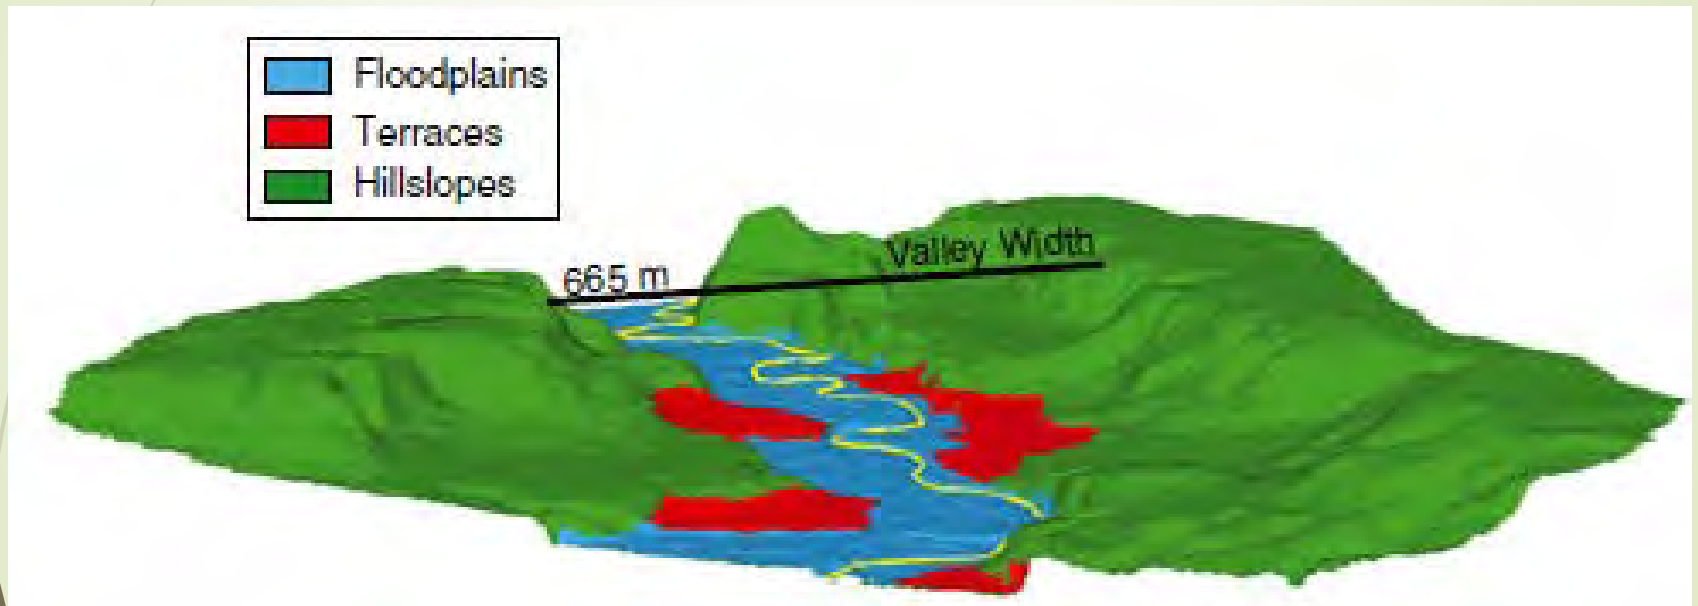 Floodplains
Terraces
Hillslopes
Valley Width
665 m